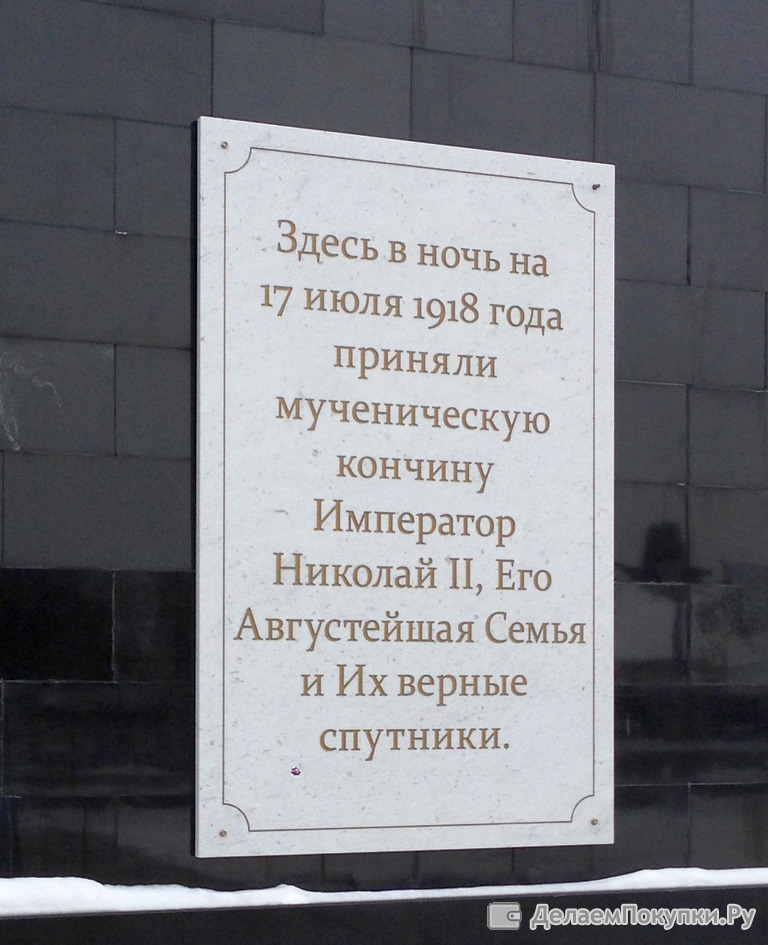 Здесь в ночь на
17 июля 1918 года
приняли
мученическую
кончину
Император
Николай II, Его
Августейшая Семья
и Их верные
спутники.
ДелаемПокупки.Ру